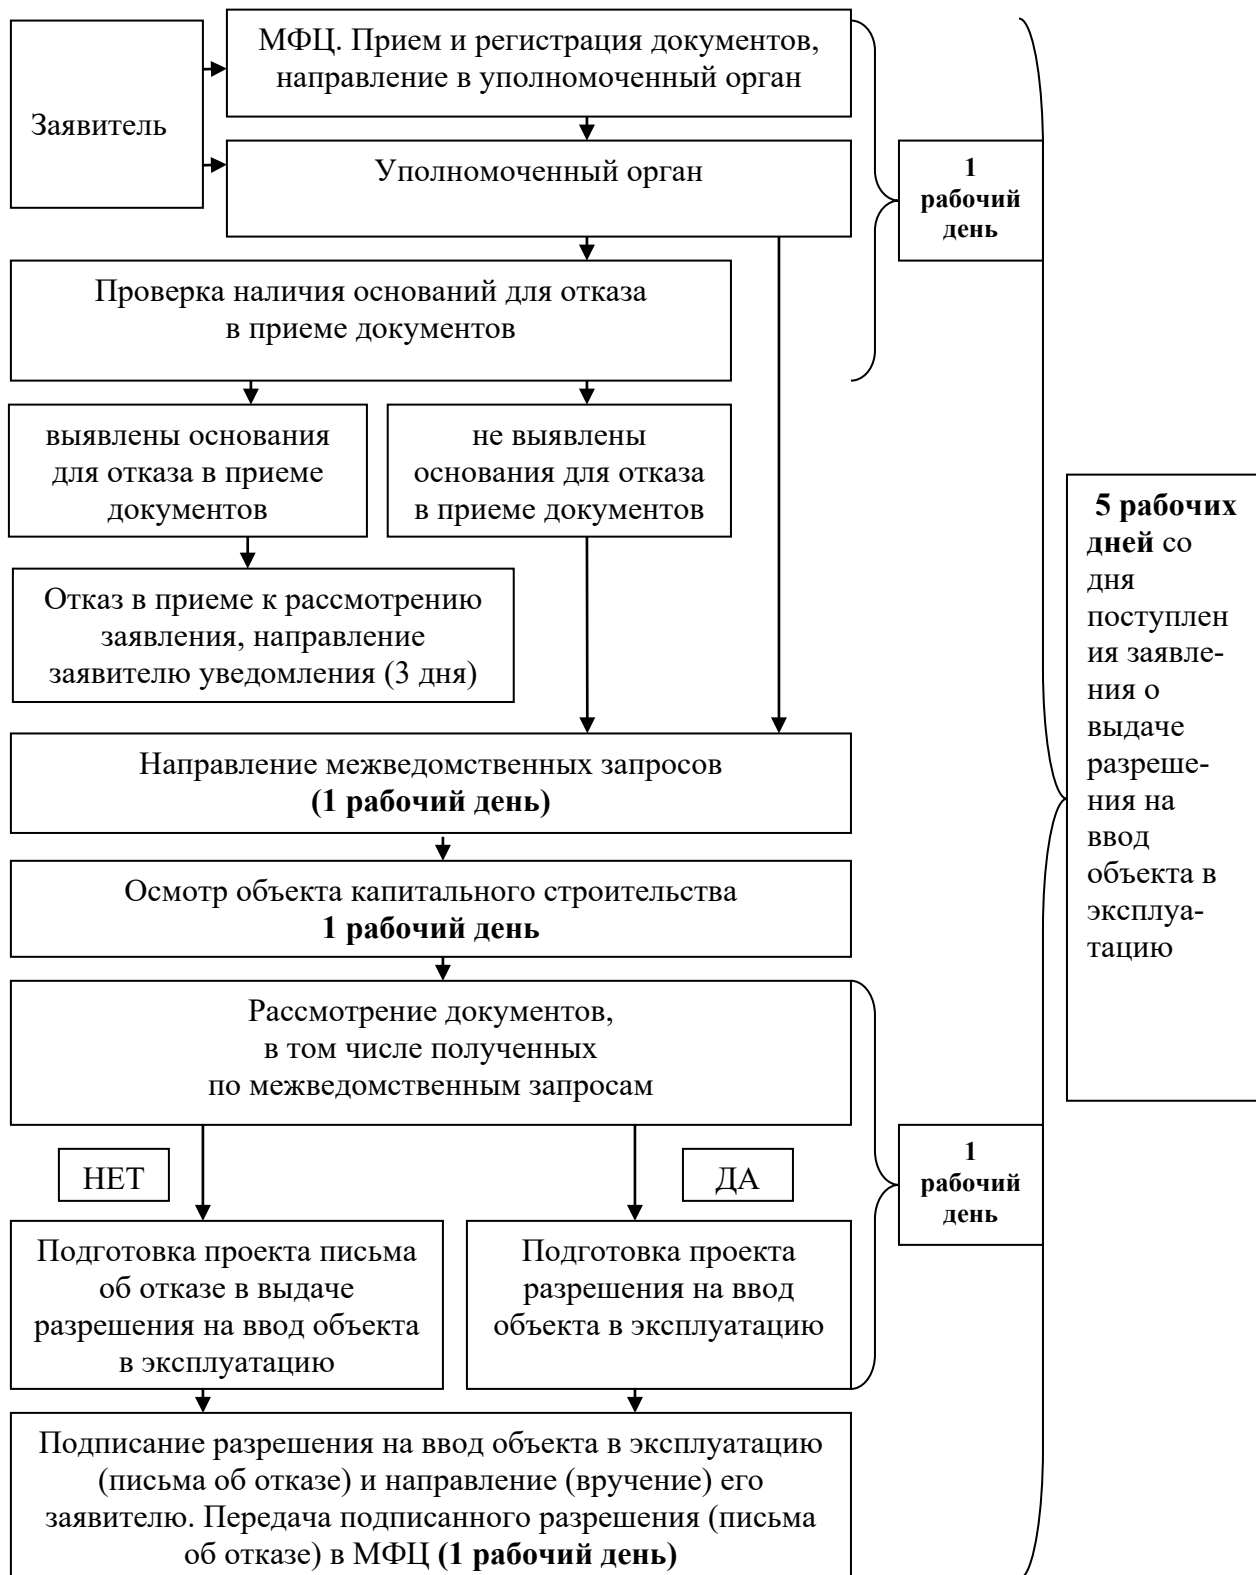 МФЦ. Прием и регистрация документов,
направление в уполномоченный орган
Заявитель
Уполномоченный орган
1
рабочий
день
Проверка наличия оснований для отказа
в приеме документов
выявлены основания
для отказа в приеме
документов
не выявлены
основания для отказа
в приеме документов
Отказ в приеме к рассмотрению
заявления, направление
заявителю уведомления (3 дня)
5 рабочих
дней со
дня
поступлен
ия заявле-
ния о
выдаче
разреше-
ния на
ввод
объекта в
эксплуа-
тацию
Направление межведомственных запросов
(1 рабочий день)
Осмотр объекта капитального строительства
1 рабочий день
Рассмотрение документов,
в том числе полученных
по межведомственным запросам
НЕТ
ДА
1
рабочий
день
Подготовка проекта письма
об отказе в выдаче
разрешения на ввод объекта
в эксплуатацию
Подготовка проекта
разрешения на ввод
объекта в эксплуатацию
Подписание разрешения на ввод объекта в эксплуатацию
(письма об отказе) и направление (вручение) его
заявителю. Передача подписанного разрешения (письма
об отказе) в МФЦ (1 рабочий день)